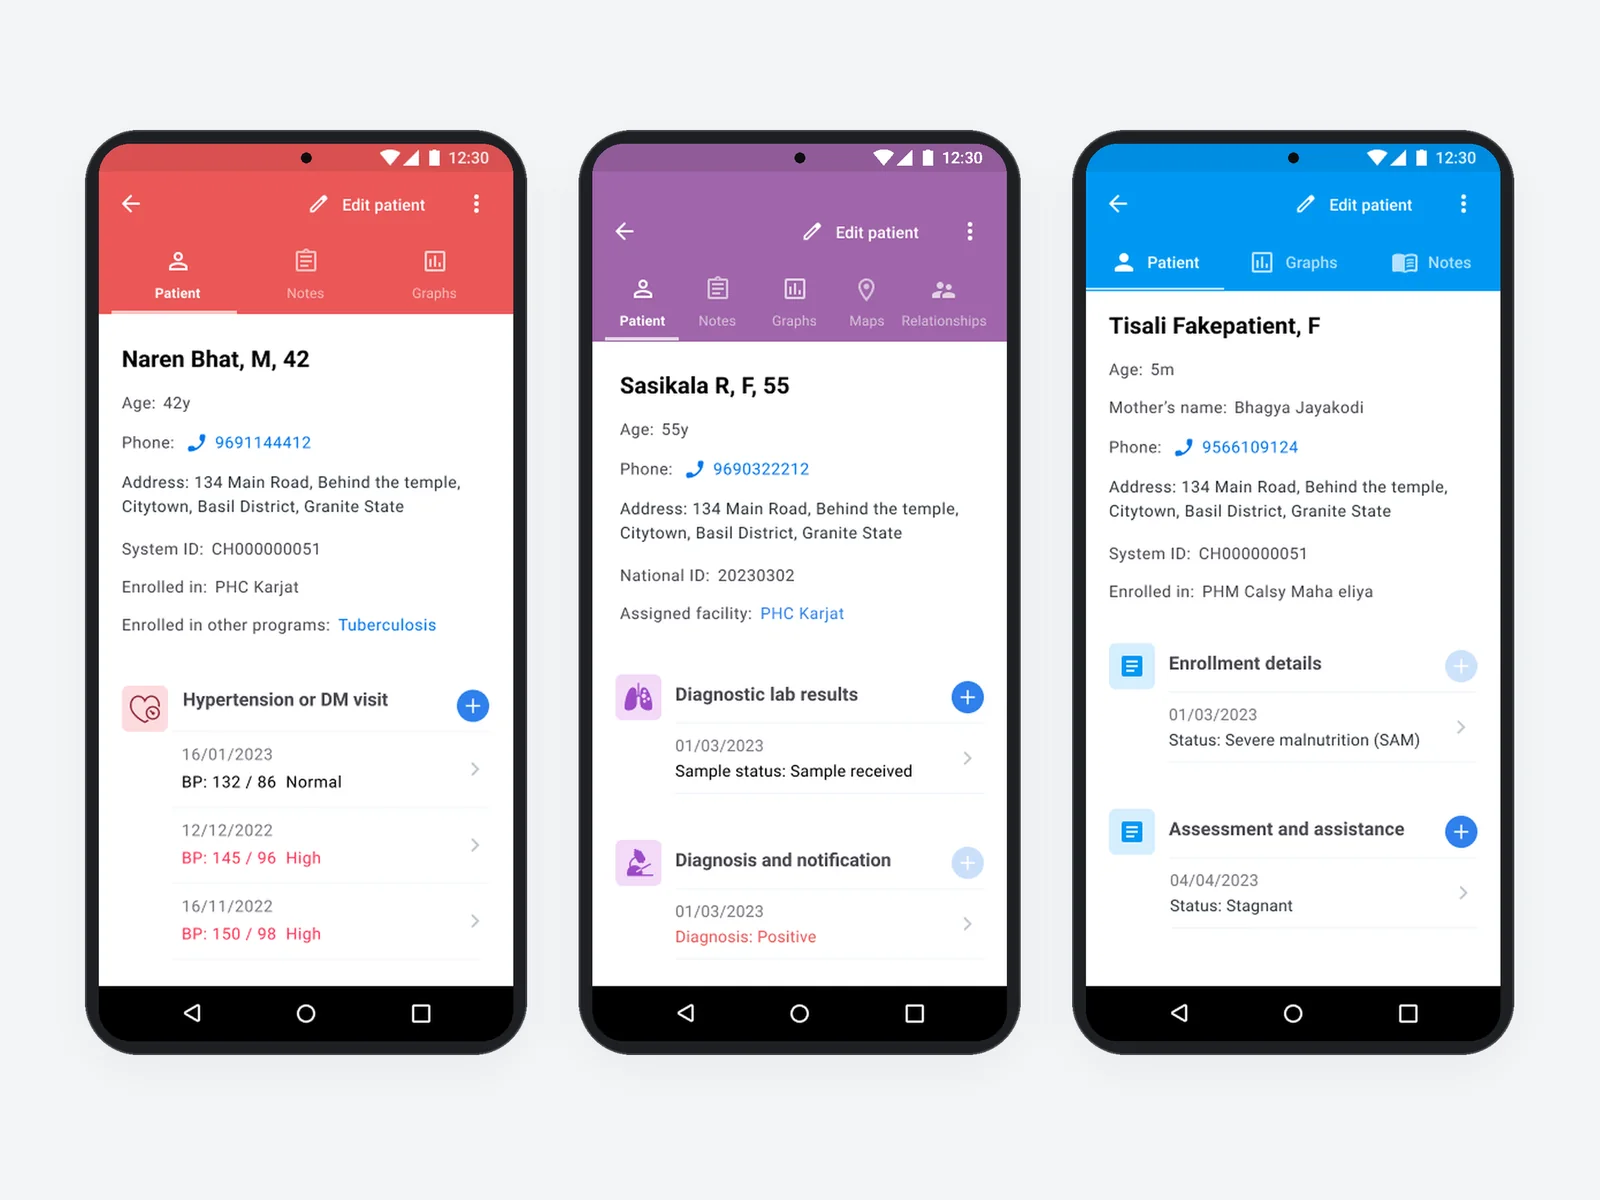 12:30
Edit patient
Patient
Notes
Graphs
Naren Bhat, M, 42
Age: 42y
Phone: 9691144412
Address: 134 Main Road, Behind the temple,
Citytown, Basil District, Granite State
System ID: CH000000051
Enrolled in: PHC Karjat
Enrolled in other programs: Tuberculosis
Hypertension or DM visit
16/01/2023
BP: 132 / 86 Normal
12/12/2022
BP: 145 / 96 High
16/11/2022
BP: 150 / 98 High
12:30
Edit patient
Patient
Notes
Graphs
Maps
Relationships
Sasikala R, F, 55
Age: 55y
Phone: 9690322212
Address: 134 Main Road, Behind the temple,
Citytown, Basil District, Granite State
National ID: 20230302
Assigned facility: PHC Karjat
Diagnostic lab results
01/03/2023
Sample status: Sample received
Diagnosis and notification
01/03/2023
Diagnosis: Positive
12:30
Edit patient
Patient
Graphs
Notes
Tisali Fakepatient, F
Age: 5m
Mother’s name: Bhagya Jayakodi
Phone: 9566109124
Address: 134 Main Road, Behind the temple,
Citytown, Basil District, Granite State
System ID: CH000000051
Enrolled in: PHM Calsy Maha eliya
Enrollment details
01/03/2023
Status: Severe malnutrition (SAM)
Assessment and assistance
04/04/2023
Status: Stagnant